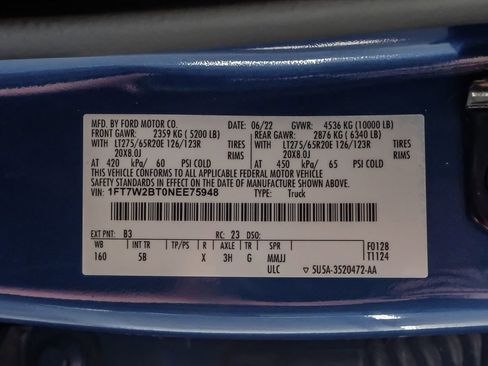 MFD. BY FORD MOTOR CO. 06/22 GVWR: 4536 KG (10000 LB)
FRONT GAWR: 2359 KG (5200 LB) REAR GAWR: 2876 KG (6340 LB)
WITH LT275/65R20E 126/123R TIRES WITH LT275/65R20E 126/123R TIRES
20X8.0J RIMS 20X8.0J RIMS
AT 420 kPa/ 60 PSI COLD AT 450 kPa/ 65 PSI COLD
THIS VEHICLE CONFORMS TO ALL APPLICABLE FEDERAL MOTOR VEHICLE
SAFETY STANDARDS IN EFFECT ON THE DATE OF MANUFACTURE SHOWN ABOVE.
VIN: 1FT7W2BT0NEE75948 TYPE: Truck
EXT PNT: B3 RC: 23 DSO:
WB INT TR TP/PS R AXLE TR SPR F0128
160 5B X 3H G MMJJ T1124
ULC ▽ 5U5A-3520472-AA